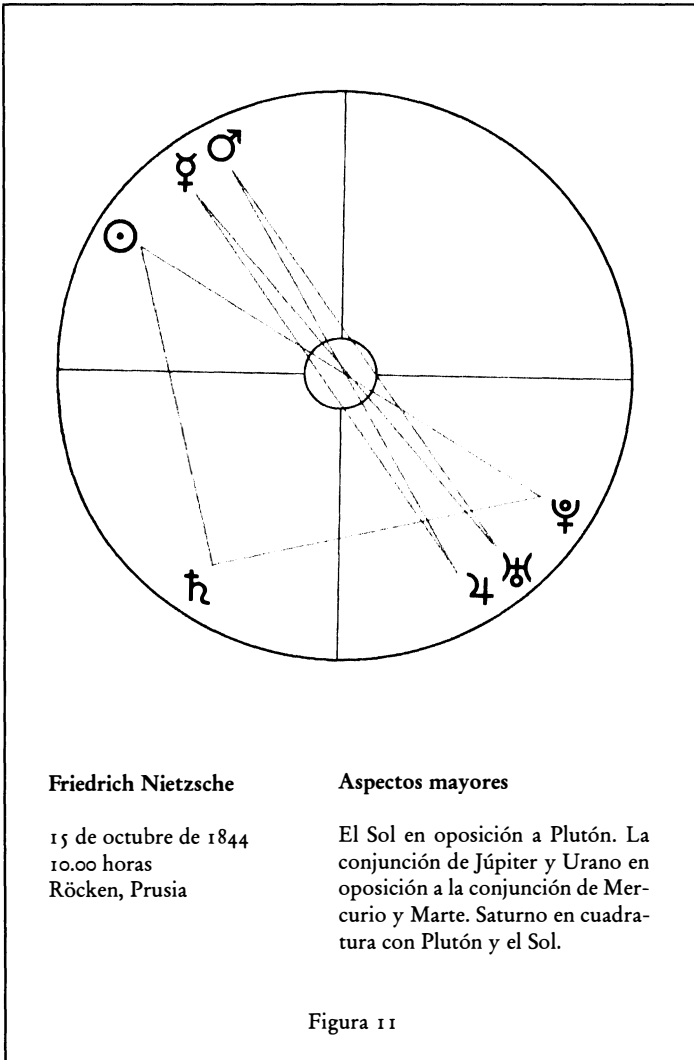 Friedrich Nietzsche
15 de octubre de 1844
10.00 horas
Röcken, Prusia
Aspectos mayores
El Sol en oposición a Plutón. La
conjunción de Júpiter y Urano en
oposición a la conjunción de Mer-
curio y Marte. Saturno en cuadra-
tura con Plutón y el Sol.
Figura 11